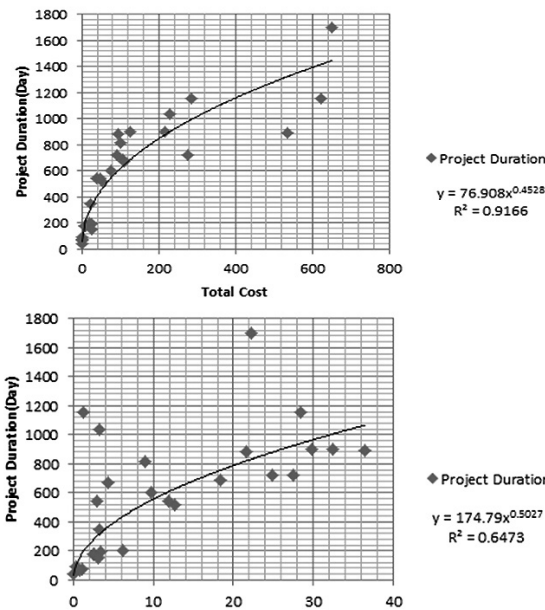 1800
1600
1400
1200
1000
800
600
400
200
0
0 200 400 600 800
Project Duration(Day)
Total Cost
Project Duration
y = 76.908x^0.4528
R² = 0.9166
1800
1600
1400
1200
1000
800
600
400
200
0
0 10 20 30 40
Project Duration(Day)
Project Duration
y = 174.79x^0.5027
R² = 0.6473